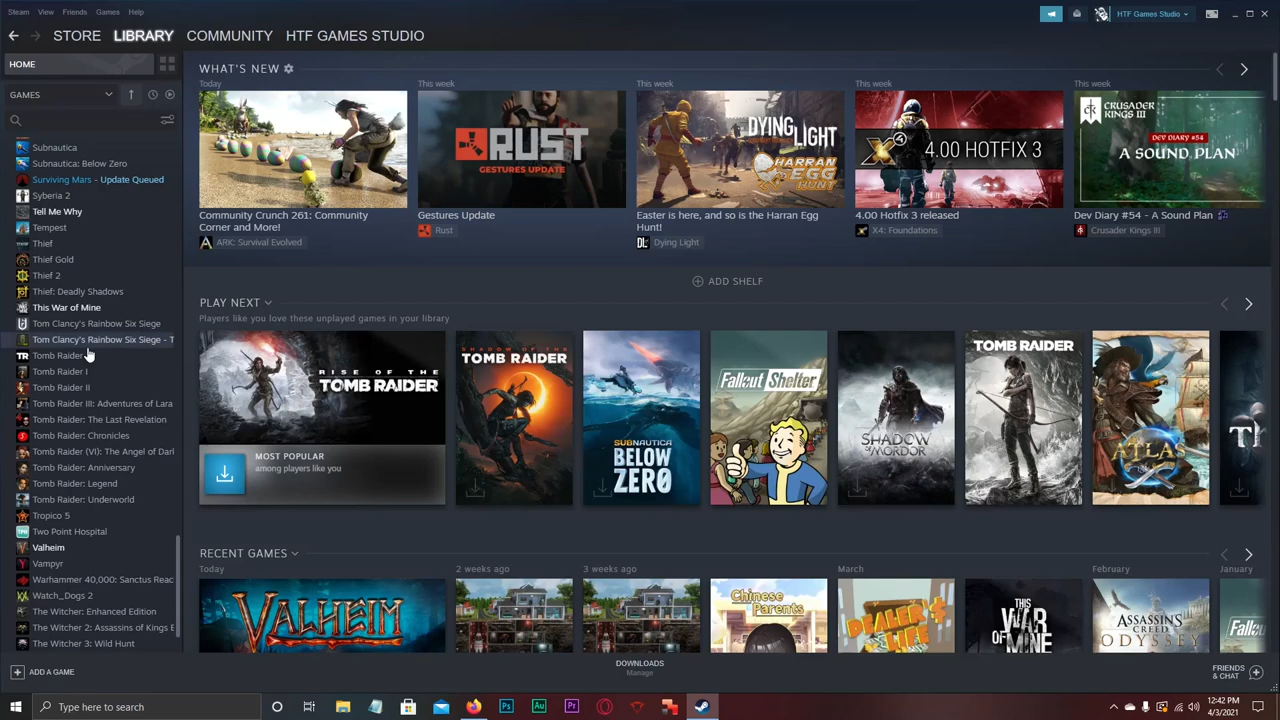 Steam View Friends Games Help
HTF Games Studio
STORE LIBRARY COMMUNITY HTF GAMES STUDIO
HOME
GAMES
Subnautica
Subnautica: Below Zero
Surviving Mars - Update Queued
Syberia 2
Tell Me Why
Tempest
Thief
Thief Gold
Thief 2
Thief: Deadly Shadows
This War of Mine
Tom Clancy's Rainbow Six Siege
Tom Clancy's Rainbow Six Siege - T
Tomb Raider
Tomb Raider I
Tomb Raider II
Tomb Raider III: Adventures of Lara
Tomb Raider: The Last Revelation
Tomb Raider: Chronicles
Tomb Raider (VI): The Angel of Darl
Tomb Raider: Anniversary
Tomb Raider: Legend
Tomb Raider: Underworld
Tropico 5
Two Point Hospital
Valheim
Vampyr
Warhammer 40,000: Sanctus Reac
Watch_Dogs 2
The Witcher: Enhanced Edition
The Witcher 2: Assassins of Kings E
The Witcher 3: Wild Hunt
ADD A GAME
WHAT'S NEW
Today
Community Crunch 261: Community
Corner and More!
ARK: Survival Evolved
This week
RUST
GESTURES UPDATE
Gestures Update
Rust
This week
DYING LIGHT
HARRAN
EGG
HUNT
Easter is here, and so is the Harran Egg
Hunt!
DL
Dying Light
This week
4.00 HOTFIX 3
4.00 Hotfix 3 released
X4: Foundations
This week
CRUSADER
KINGS III
DEV DIARY #54
A SOUND PLAN
Dev Diary #54 - A Sound Plan
Crusader Kings III
ADD SHELF
PLAY NEXT
Players like you love these unplayed games in your library
RISE OF THE
TOMB RAIDER
MOST POPULAR
among players like you
SHADOW OF THE
TOMB RAIDER
SUBNAUTICA
BELOW
ZERO
Fallout Shelter
SHADOW
OF MORDOR
TOMB RAIDER
ATLAS
RECENT GAMES
Today
VALHEIM
2 weeks ago
3 weeks ago
Chinese
Parents
March
DEALER'S
LIFE
THIS
WAR
OF MINE
February
ASSASSIN'S
CREED
ODYSSEY
January
DOWNLOADS
Manage
FRIENDS
& CHAT
Type here to search
Ps Au Pr
12:42 PM
4/3/2021